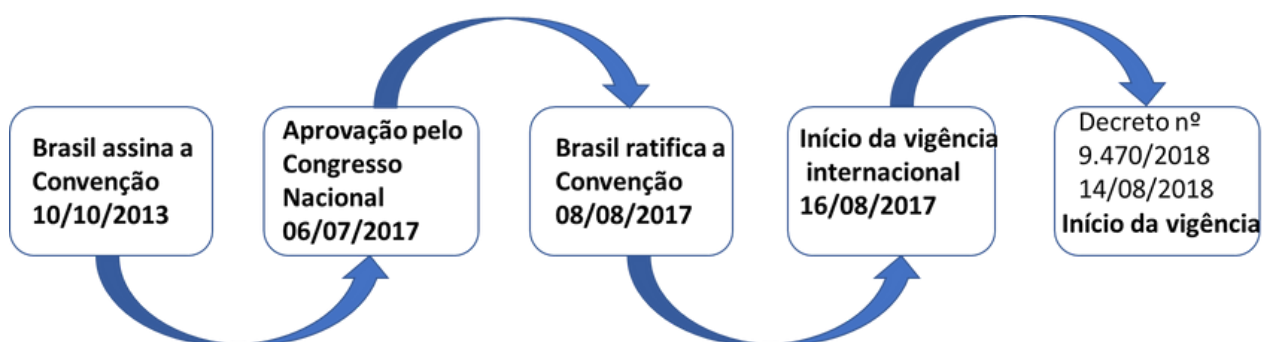 Brasil assina a
Convenção
10/10/2013
Aprovação pelo
Congresso
Nacional
06/07/2017
Brasil ratifica a
Convenção
08/08/2017
Início da vigência
internacional
16/08/2017
Decreto nº
9.470/2018
14/08/2018
Início da vigência